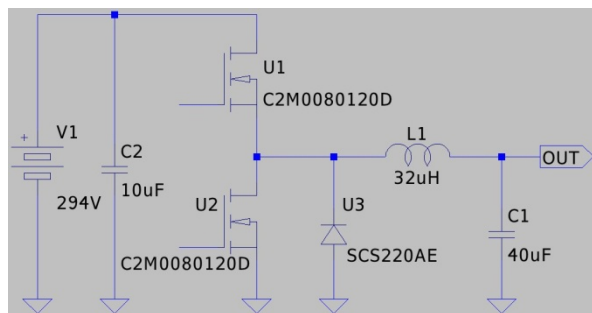 U1
C2M0080120D
+
V1
294V
C2
10uF
U2
C2M0080120D
L1
32uH
OUT
U3
SCS220AE
C1
40uF